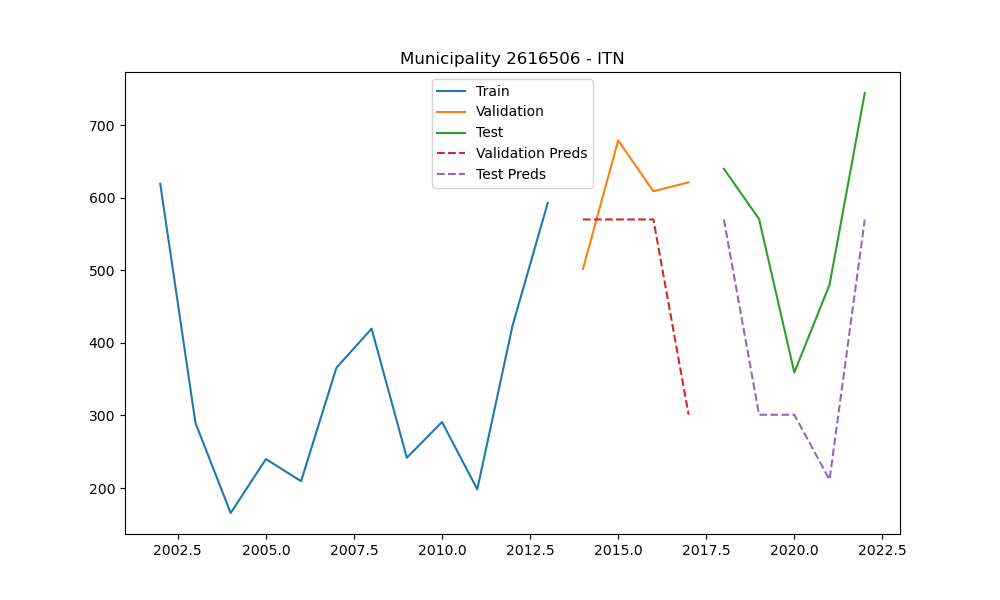 Municipality 2616506 - ITN
Train
Validation
Test
Validation Preds
Test Preds
700
600
500
400
300
200
2002.5 2005.0 2007.5 2010.0 2012.5 2015.0 2017.5 2020.0 2022.5